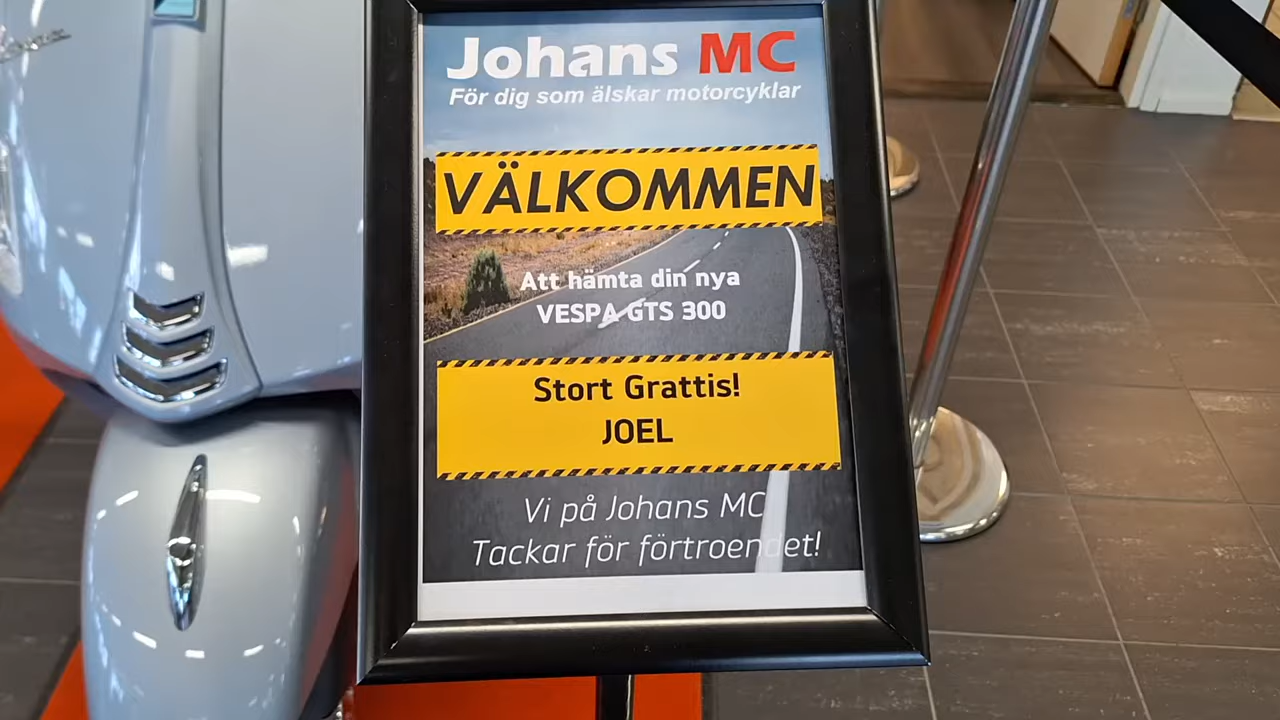 Johans MC
För dig som älskar motorcyklar
VÄLKOMMEN
Att hämta din nya
VESPA GTS 300
Stort Grattis!
JOEL
Vi på Johans MC
Tackar för förtroendet!